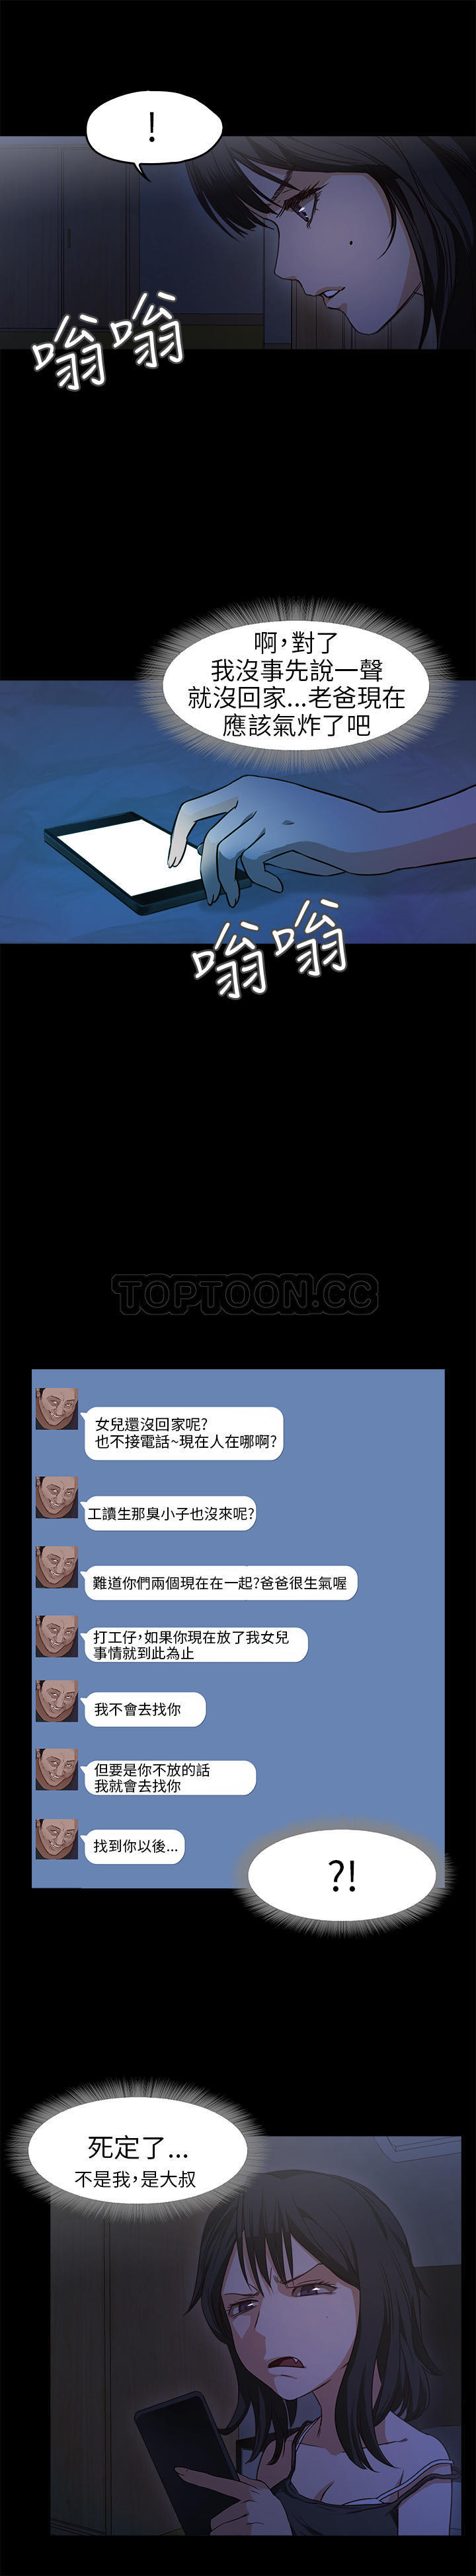 !
嗡嗡
啊,對了
我沒事先說一聲
就沒回家...老爸現在
應該氣炸了吧
嗡嗡
TOPTOON.CC
女兒還沒回家呢?
也不接電話~現在人在哪啊?
工讀生那臭小子也沒來呢?
難道你們兩個現在在一起?爸爸很生氣喔
打工仔,如果你現在放了我女兒
事情就到此為止
我不會去找你
但要是你不放的話
我就會去找你
找到你以後...
?!
死定了...
不是我,是大叔